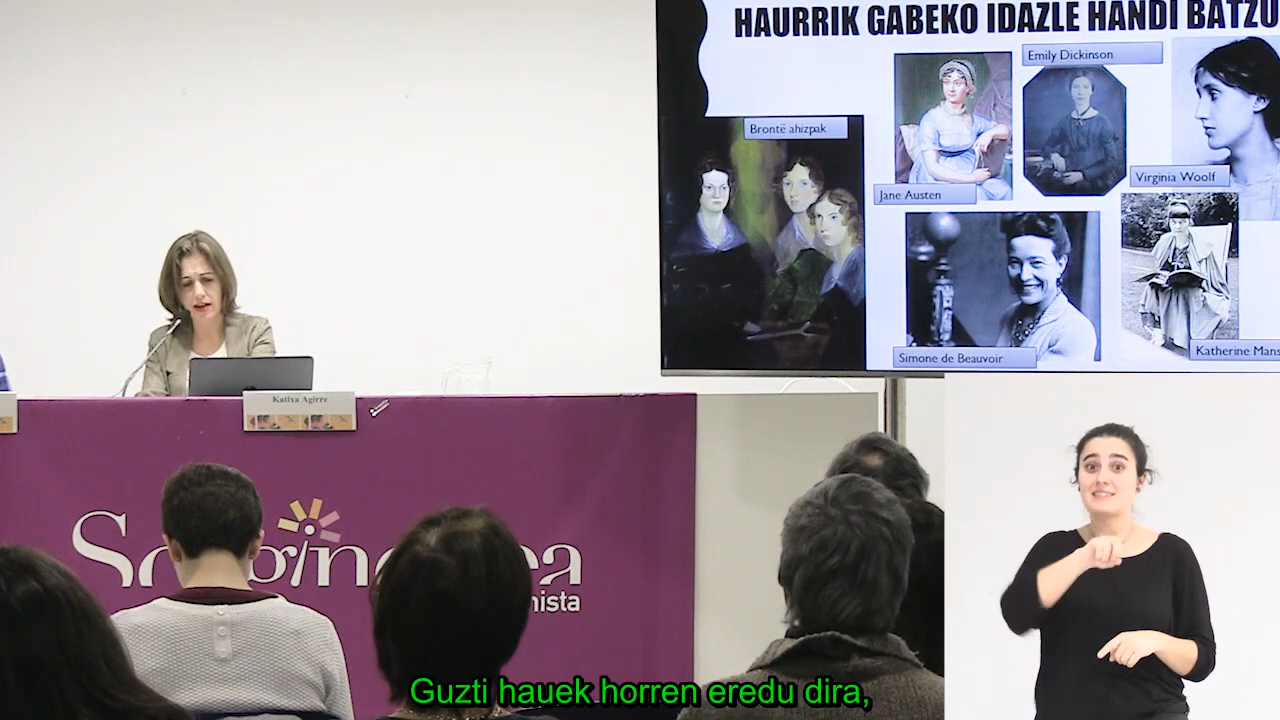 HAURRIK GABEKO IDAZLE HANDI BATZU
Emily Dickinson
Brontë ahizpak
Virginia Woolf
Jane Austen
Simone de Beauvoir
Katherine Mans
Katixa Agirre
Guzti hauek horren eredu dira,